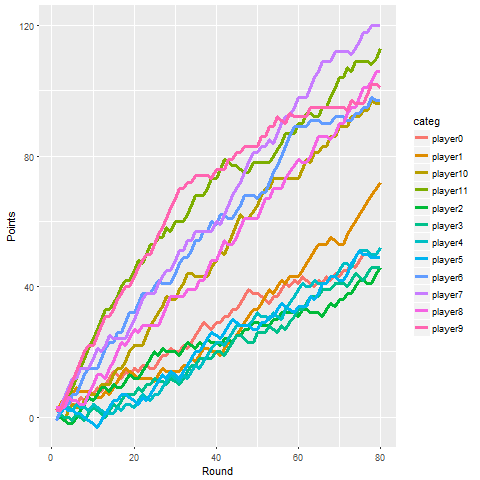 120
80
40
0
Points
0
20
40
60
80
Round
categ
player0
player1
player10
player11
player2
player3
player4
player5
player6
player7
player8
player9